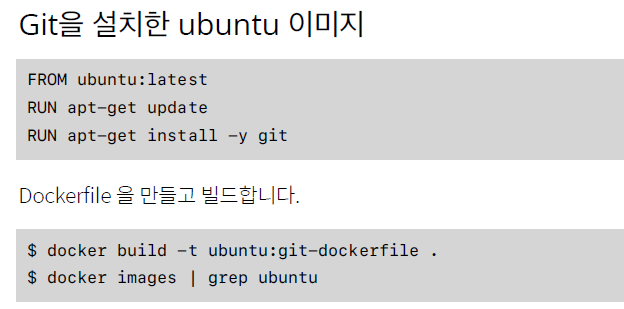 Git을 설치한 ubuntu 이미지
FROM ubuntu:latest
RUN apt-get update
RUN apt-get install -y git
Dockerfile 을 만들고 빌드합니다.
$ docker build -t ubuntu:git-dockerfile .
$ docker images | grep ubuntu